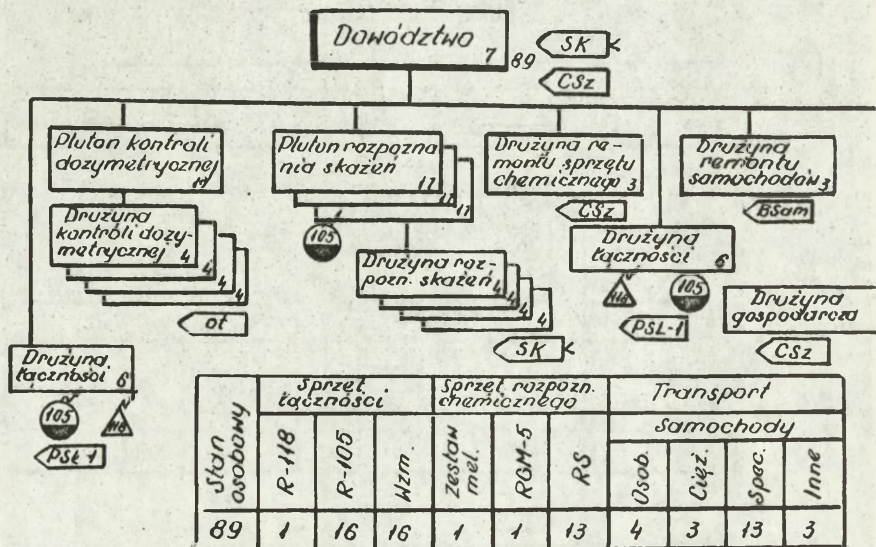 Dowództwo
7
89
SK
CSz
Pluton kontroli
dozymetrycznej
17
Pluton rozpozna
nia skażeń
17
17
17
Drużyna re-
montu sprzętu
chemicznego 3
CSz
Drużyna
remontu
samochodów 3
BSam
Drużyna
kontroli dozy-
metrycznej 4
4
4
4
ot
105
Drużyna roz-
pozn. skażeń
4
4
4
4
SK
Drużyna
łączności 6
R118
105
PSŁ-1
Drużyna
gospodarcza
CSz
Drużyna
łączności 6
105
R118
PSŁ-1
Stan osobowy
Sprzęt łączności
Sprzęt rozpozn. chemicznego
Transport
Samochody
R-118
R-105
Wzm.
zestaw mel.
RGM-5
RS
Osob.
Cięż.
Spec.
Inne
89 1 16 16 1 1 13 4 3 13 3